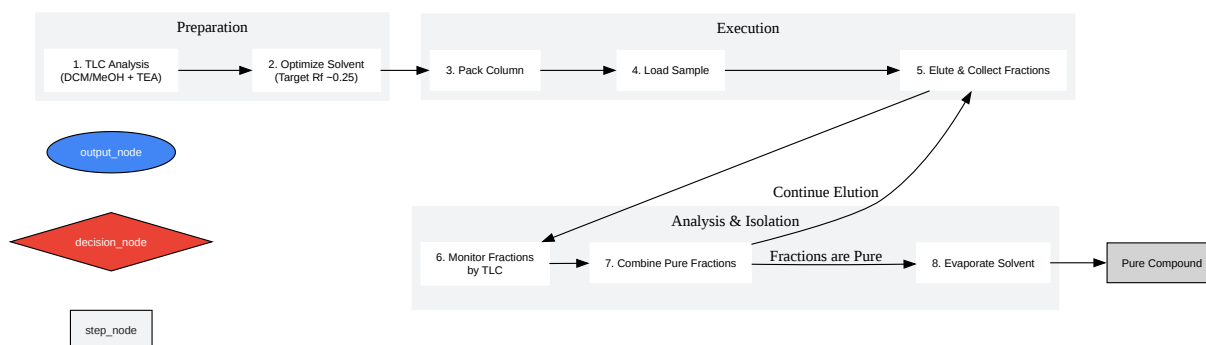 Preparation
1. TLC Analysis
(DCM/MeOH + TEA)
2. Optimize Solvent
(Target Rf ~0.25)
Execution
3. Pack Column
4. Load Sample
5. Elute & Collect Fractions
output_node
decision_node
step_node
Continue Elution
Analysis & Isolation
6. Monitor Fractions
by TLC
7. Combine Pure Fractions
Fractions are Pure
8. Evaporate Solvent
Pure Compound